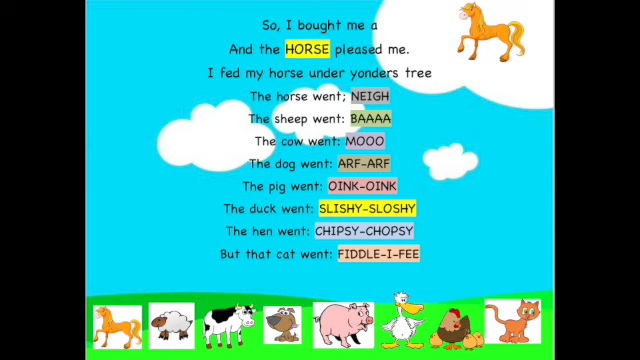 So, I bought me a
And the HORSE pleased me.
I fed my horse under yonders tree
The horse went; NEIGH
The sheep went: BAAAA
The cow went: MOOO
The dog went: ARF-ARF
The pig went: OINK-OINK
The duck went: SLISHY-SLOSHY
The hen went: CHIPSY-CHOPSY
But that cat went: FIDDLE-I-FEE